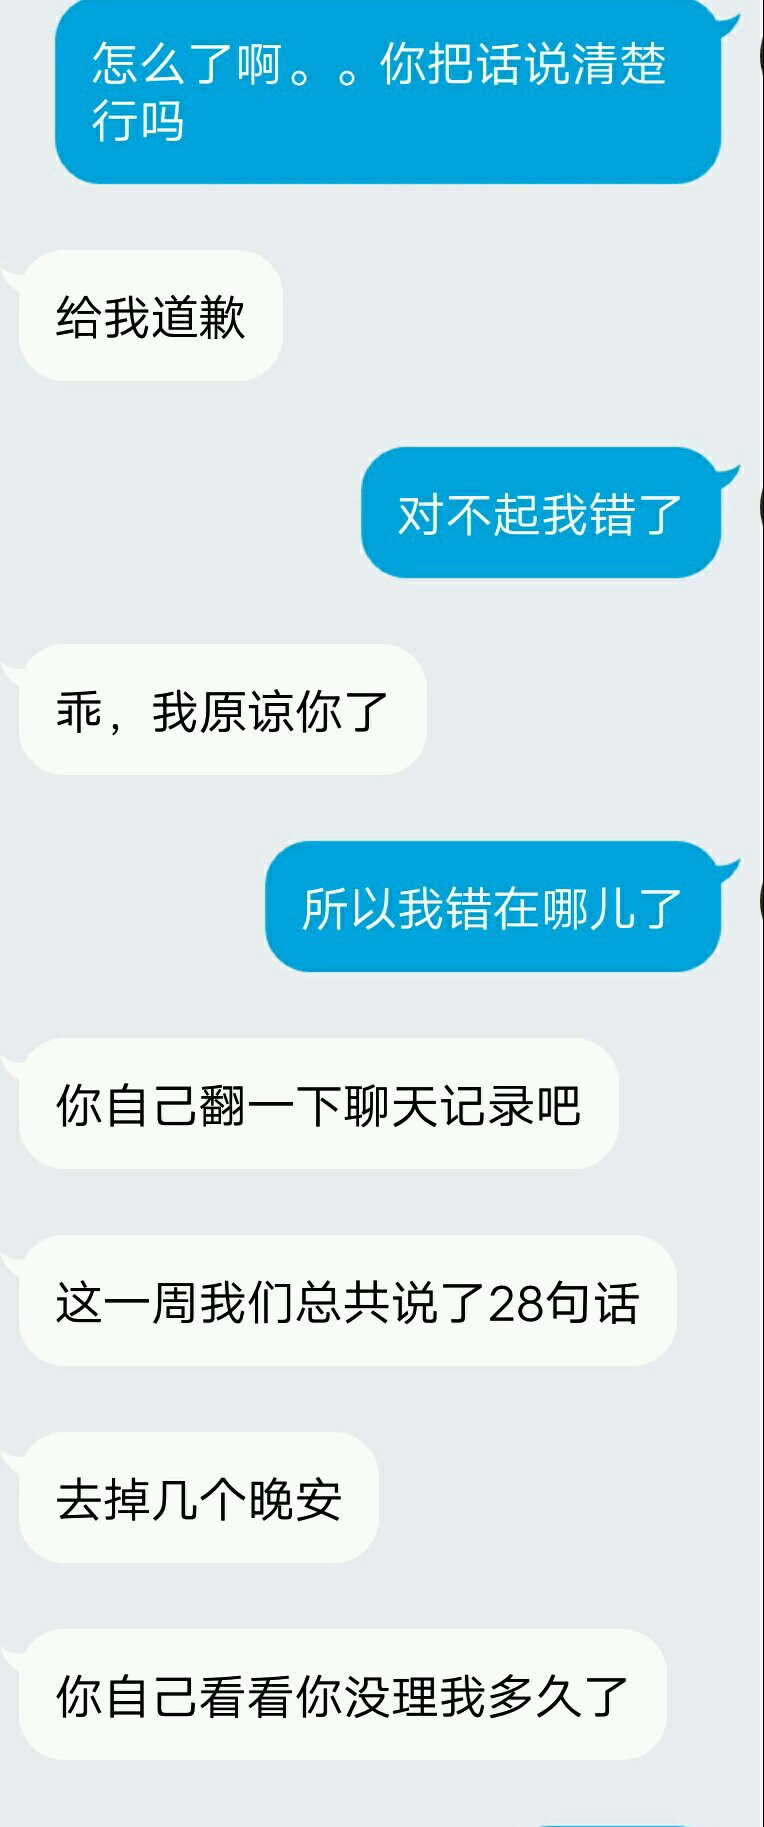 怎么了啊。。你把话说清楚
行吗
给我道歉
对不起我错了
乖，我原谅你了
所以我错在哪儿了
你自己翻一下聊天记录吧
这一周我们总共说了28句话
去掉几个晚安
你自己看看你没理我多久了